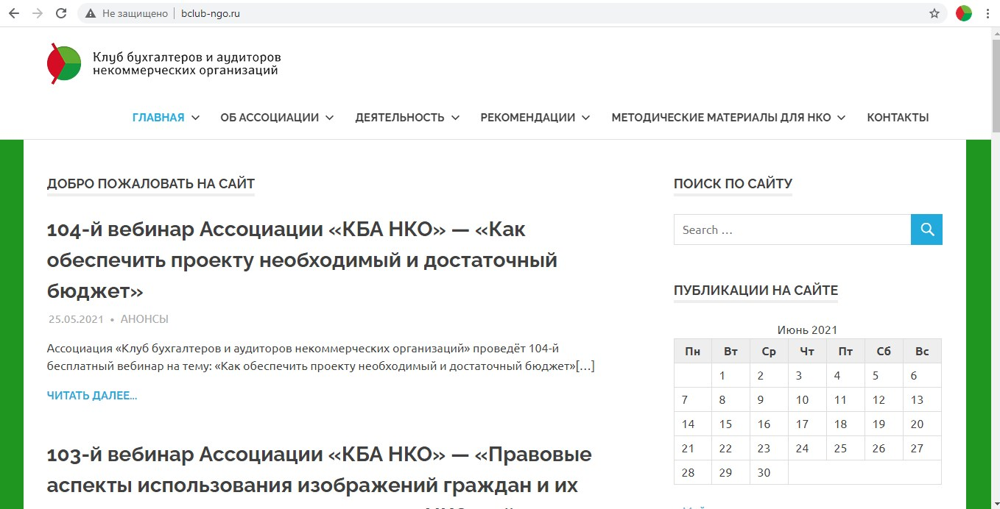 Не защищено | bclub-ngo.ru
Клуб бухгалтеров и аудиторов
некоммерческих организаций
ГЛАВНАЯ ОБ АССОЦИАЦИИ ДЕЯТЕЛЬНОСТЬ РЕКОМЕНДАЦИИ МЕТОДИЧЕСКИЕ МАТЕРИАЛЫ ДЛЯ НКО КОНТАКТЫ
ДОБРО ПОЖАЛОВАТЬ НА САЙТ
104-й вебинар Ассоциации «КБА НКО» — «Как
обеспечить проекту необходимый и достаточный
бюджет»
25.05.2021 • АНОНСЫ
Ассоциация «Клуб бухгалтеров и аудиторов некоммерческих организаций» проведёт 104-й
бесплатный вебинар на тему: «Как обеспечить проекту необходимый и достаточный бюджет»[…]
ЧИТАТЬ ДАЛЕЕ...
103-й вебинар Ассоциации «КБА НКО» — «Правовые
аспекты использования изображений граждан и их
ПОИСК ПО САЙТУ
Search …
ПУБЛИКАЦИИ НА САЙТЕ
Июнь 2021
Пн Вт Ср Чт Пт Сб Вс
1 2 3 4 5 6
7 8 9 10 11 12 13
14 15 16 17 18 19 20
21 22 23 24 25 26 27
28 29 30